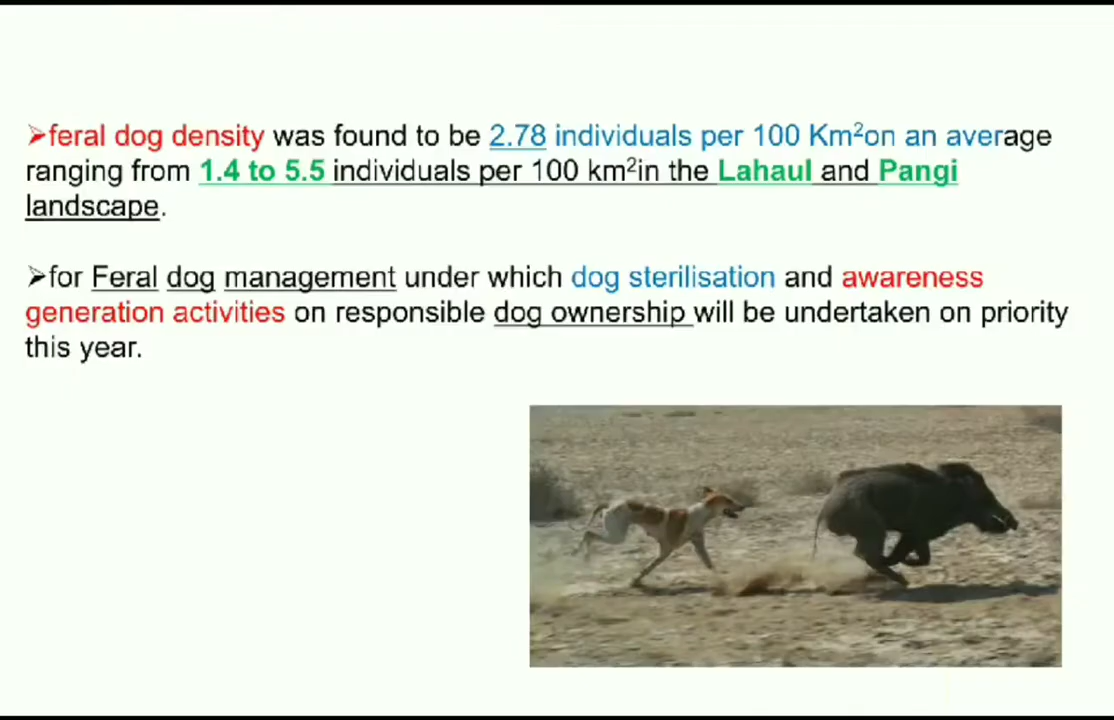 ➢feral dog density was found to be 2.78 individuals per 100 Km²on an average
ranging from 1.4 to 5.5 individuals per 100 km²in the Lahaul and Pangi
landscape.
➢for Feral dog management under which dog sterilisation and awareness
generation activities on responsible dog ownership will be undertaken on priority
this year.